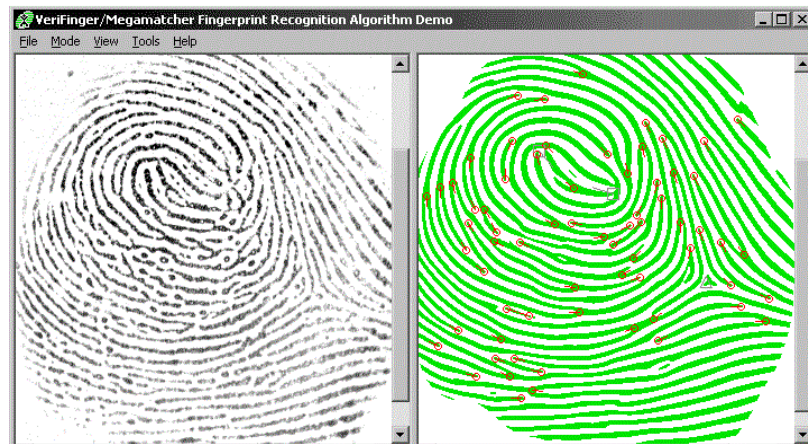 VeriFinger/Megamatcher Fingerprint Recognition Algorithm Demo
File Mode View Tools Help